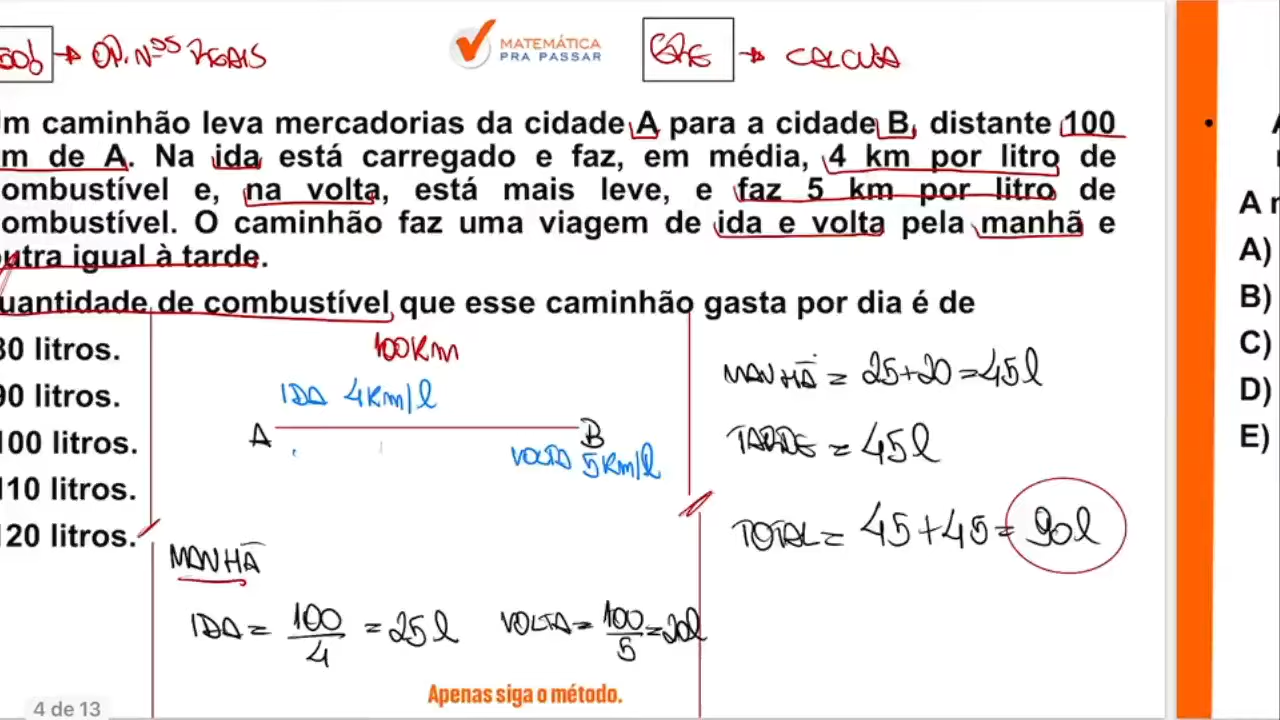 → OP. Nºs REAIS
MATEMÁTICA
PRA PASSAR
→ CALCULA
m caminhão leva mercadorias da cidade A para a cidade B, distante 100
m de A. Na ida está carregado e faz, em média, 4 km por litro de
ombustível e, na volta, está mais leve, e faz 5 km por litro de
ombustível. O caminhão faz uma viagem de ida e volta pela manhã e
utra igual à tarde.
uantidade de combustível que esse caminhão gasta por dia é de
30 litros.
90 litros.
100 litros.
110 litros.
120 litros.
100Km
IDA 4Km/l
A
B
VOLTA 5Km/l
MANHÃ
IDA = 100/4 = 25l
VOLTA = 100/5 = 20l
MANHÃ = 25+20 = 45l
TARDE = 45l
TOTAL = 45+45 = 90l
Apenas siga o método.
4 de 13
•
A)
B)
C)
D)
E)